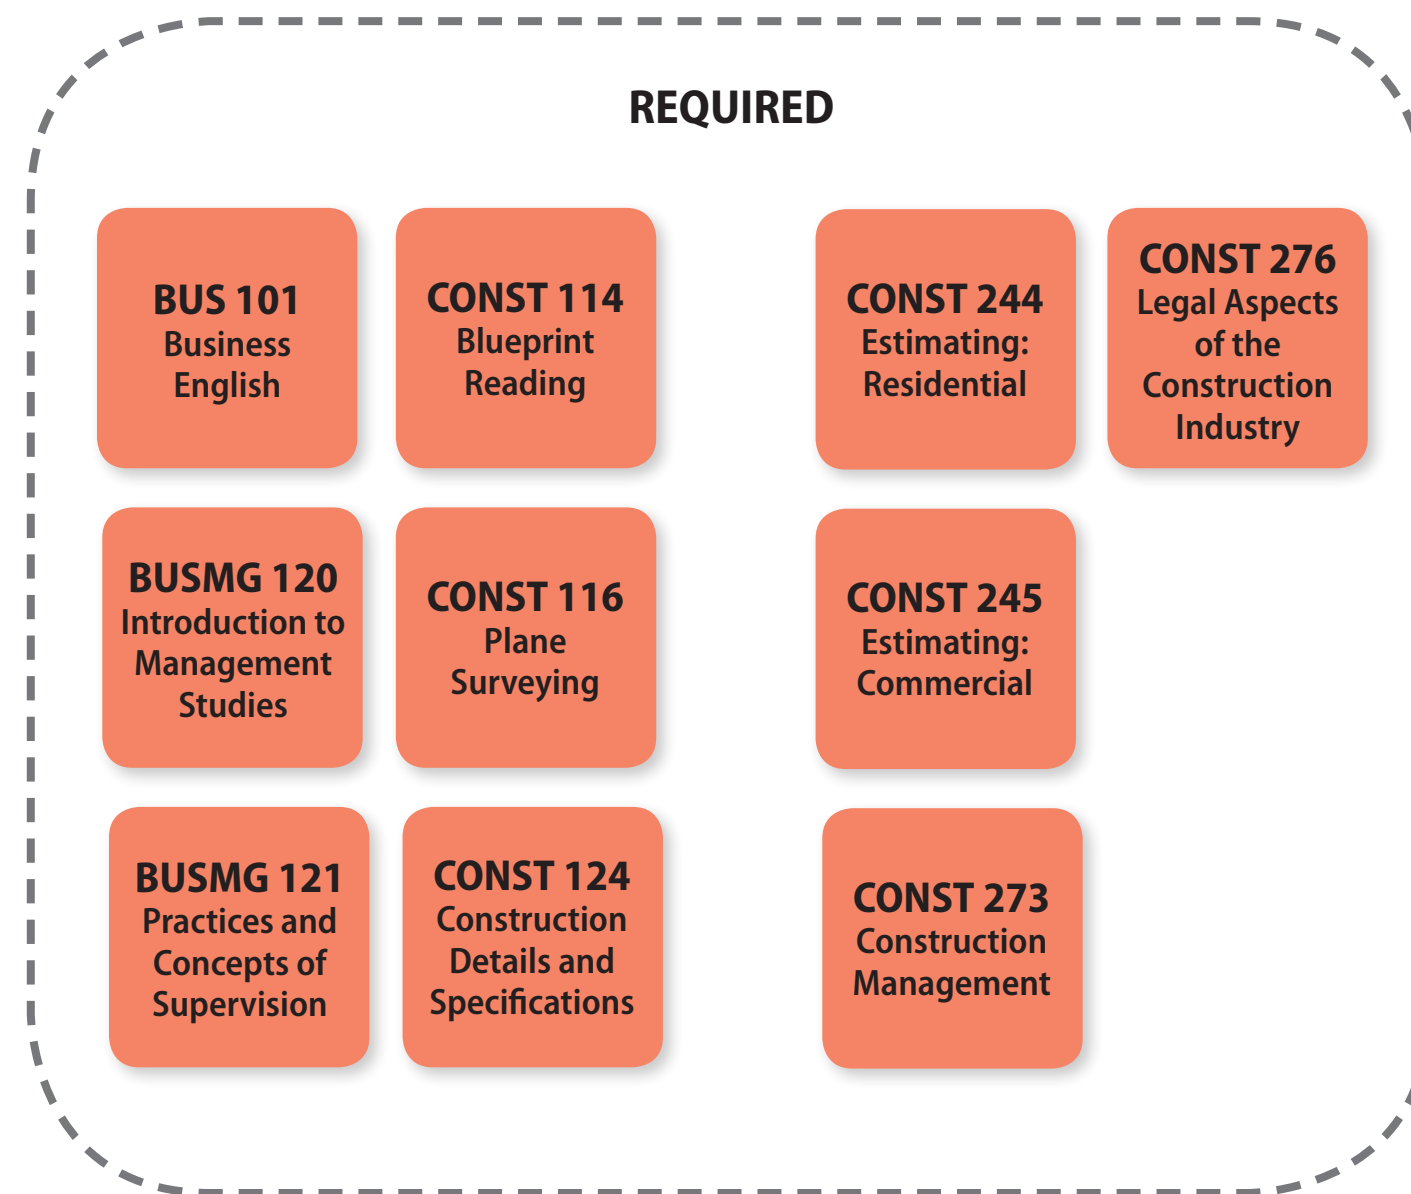 REQUIRED
BUS 101
Business
English
CONST 114
Blueprint
Reading
CONST 244
Estimating:
Residential
CONST 276
Legal Aspects
of the
Construction
Industry
BUSMG 120
Introduction to
Management
Studies
CONST 116
Plane
Surveying
CONST 245
Estimating:
Commercial
BUSMG 121
Practices and
Concepts of
Supervision
CONST 124
Construction
Details and
Specifications
CONST 273
Construction
Management